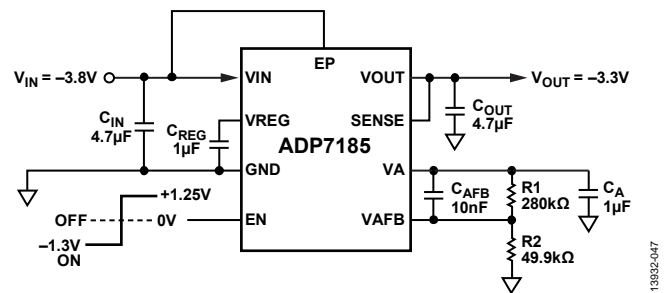 EP
V_IN = –3.8V
VIN
VOUT
V_OUT = –3.3V
C_IN
4.7µF
C_REG
1µF
VREG
SENSE
C_OUT
4.7µF
ADP7185
GND
VA
C_AFB
10nF
R1
280kΩ
C_A
1µF
+1.25V
OFF
0V
EN
VAFB
–1.3V
ON
R2
49.9kΩ
13932-047